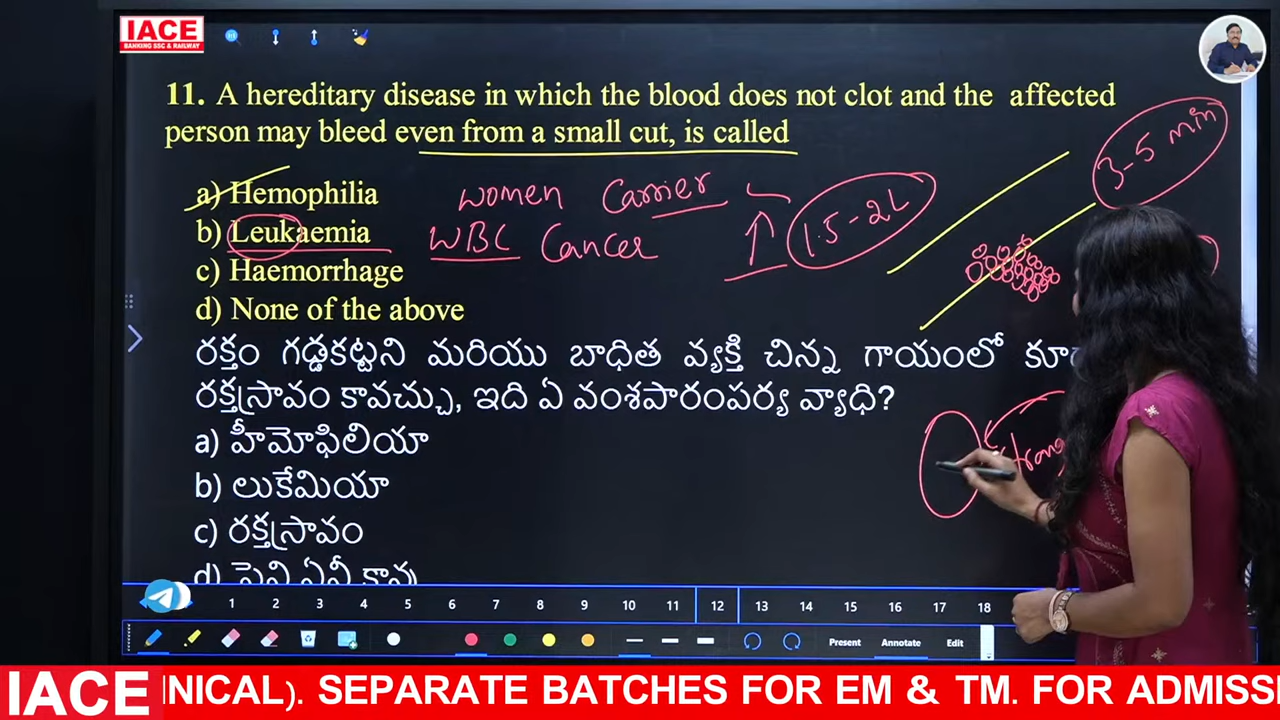 IACE
BANKING SSC & RAILWAY
11. A hereditary disease in which the blood does not clot and the affected
person may bleed even from a small cut, is called
3-5 min
a) Hemophilia women Carrier
b) Leukaemia WBC Cancer 1.5-2L
c) Haemorrhage
d) None of the above
రక్తం గడ్డకట్టని మరియు బాధిత వ్యక్తి చిన్న గాయంలో
రక్తస్రావం కావచ్చు, ఇది ఏ వంశపారంపర్య వ్యాధి?
a) హీమోఫిలియా
b) లుకేమియా
c) రక్తస్రావం
d) పైవి ఏవీ కావు
1 2 3 4 5 6 7 8 9 10 11 12 13 14 15 16 17 18
Present Annotate Edit
IACE
INICAL). SEPARATE BATCHES FOR EM & TM. FOR ADMISS